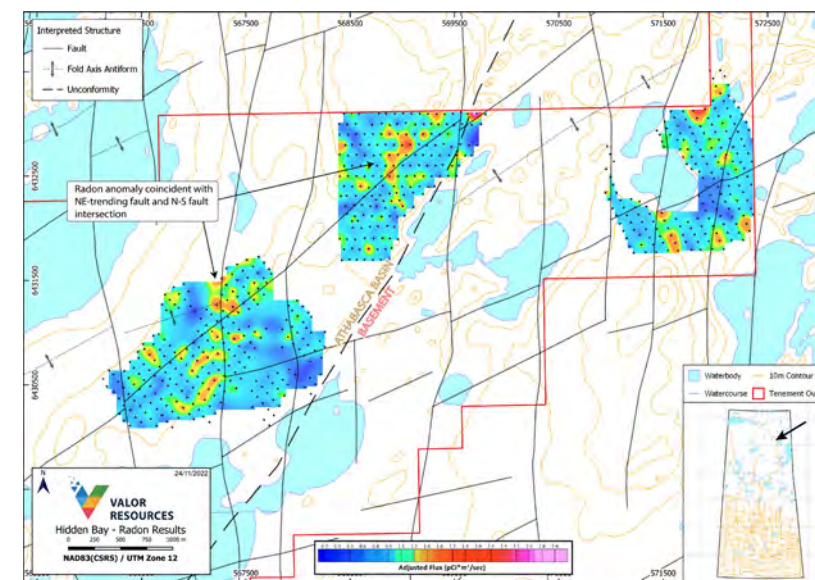 567500
568500
569500
570500
571500
572500
Interpreted Structure
Fault
Fold Axis Antiform
Unconformity
6432500
Radon anomaly coincident with
NE-trending fault and N-S fault
intersection
6431500
ATHABASCA BASIN
BASEMENT
6430500
Waterbody
10m Contour
Watercourse
Tenement Ou
24/11/2022
N
VALOR
RESOURCES
Hidden Bay - Radon Results
0 250 500 750 1000 m
NAD83(CSRS) / UTM Zone 12
Adjusted Flux (pCi*m²/sec)
567500
571500